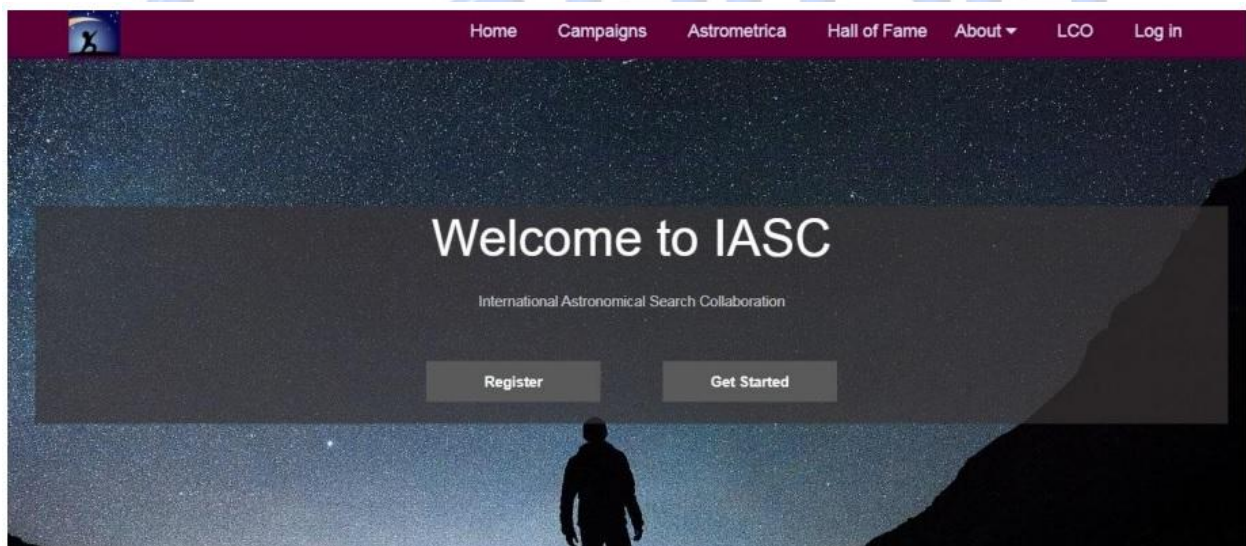 Home Campaigns Astrometrica Hall of Fame About LCO Log in
Welcome to IASC
International Astronomical Search Collaboration
Register Get Started